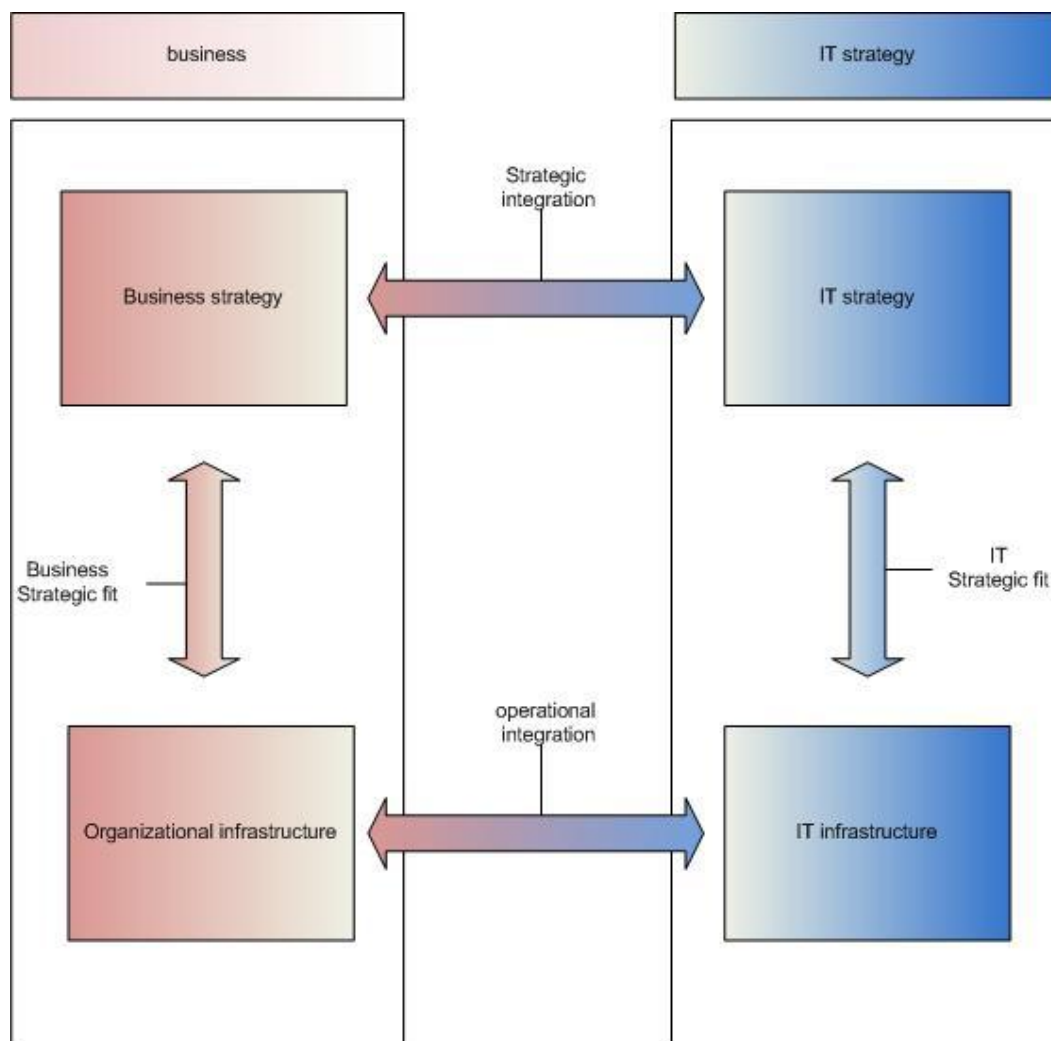 business
IT strategy
Strategic
integration
Business strategy
IT strategy
Business
Strategic fit
IT
Strategic fit
operational
integration
Organizational infrastructure
IT infrastructure